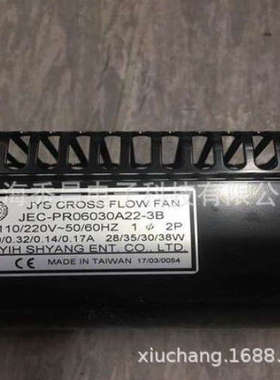 JYS CROSS FLOW FAN
JEC-PR06030A22-3B
110/220V~50/60HZ 1 ϕ 2P
0.32/0.14/0.17A 28/35/30/38W
YIH SHYANG ENT. CO., LTD.
MADE IN TAIWAN 17/03/0054
xiuchang.1688.